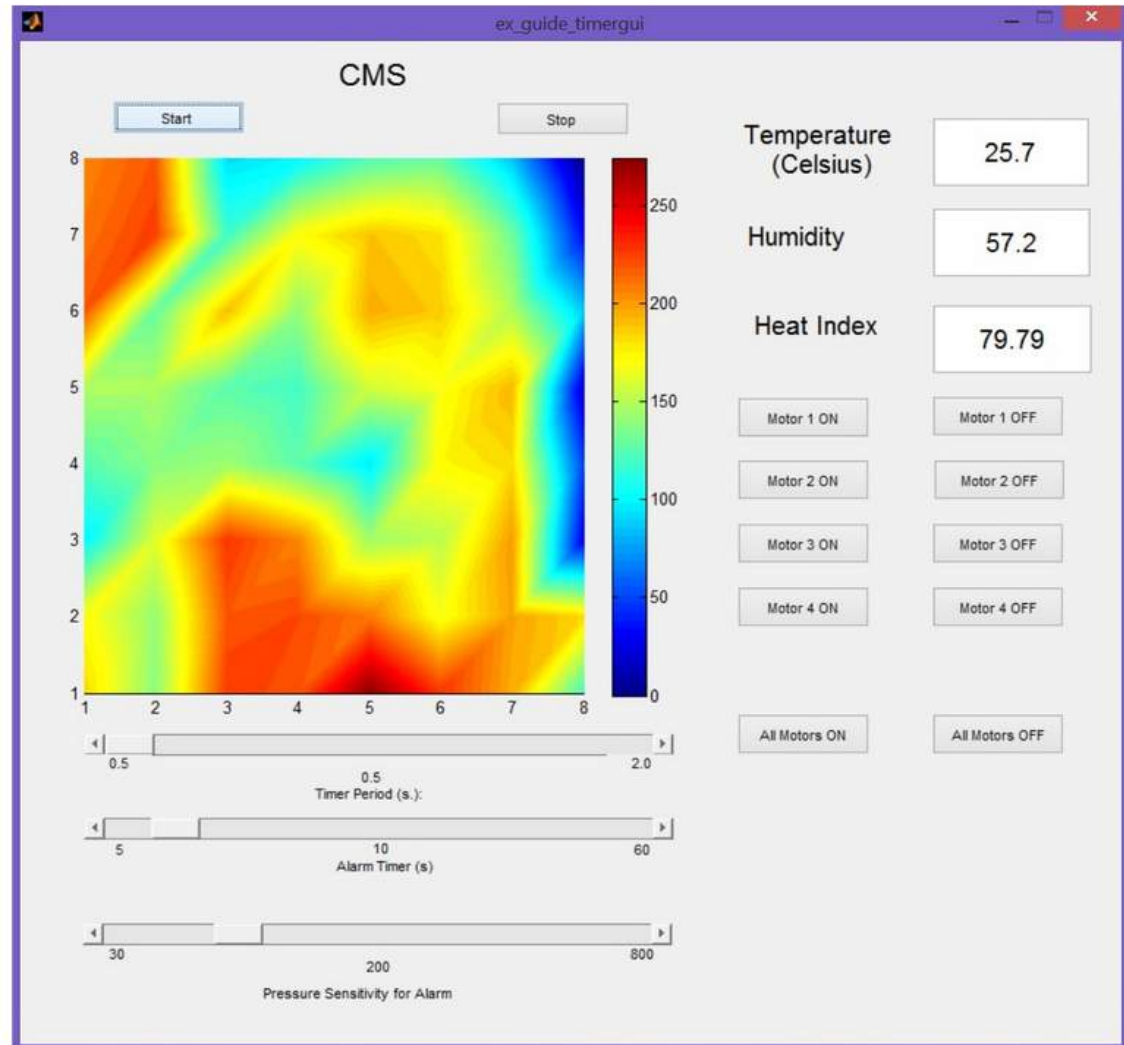 ex_guide_timergui
CMS
Start
Stop
8
7
6
5
4
3
2
1
1 2 3 4 5 6 7 8
250
200
150
100
50
0
0.5
2.0
0.5
Timer Period (s.):
5
10
60
Alarm Timer (s)
30
800
200
Pressure Sensitivity for Alarm
Temperature
(Celsius)
25.7
Humidity
57.2
Heat Index
79.79
Motor 1 ON
Motor 1 OFF
Motor 2 ON
Motor 2 OFF
Motor 3 ON
Motor 3 OFF
Motor 4 ON
Motor 4 OFF
All Motors ON
All Motors OFF